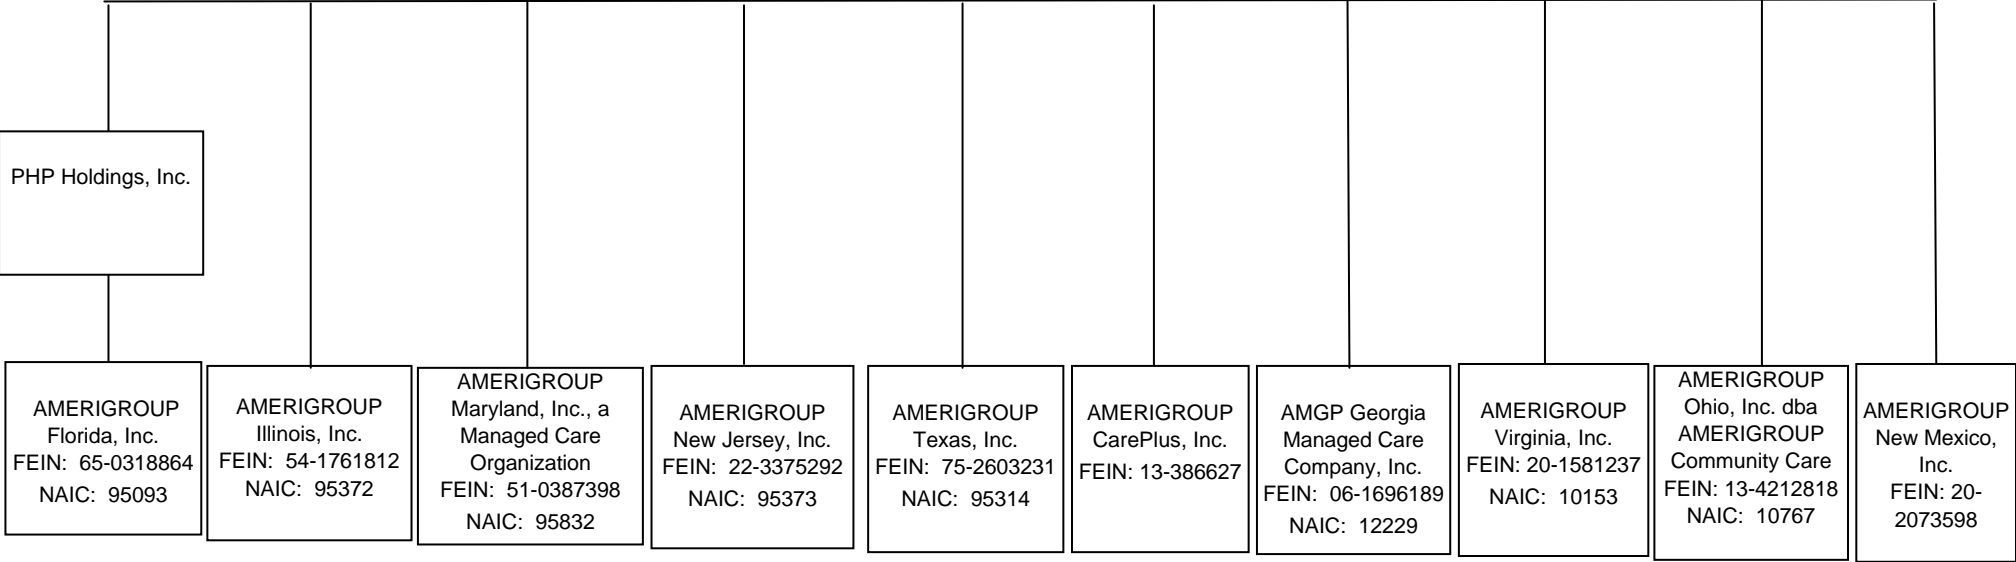 PHP Holdings, Inc.
AMERIGROUP
Florida, Inc.
FEIN: 65-0318864
NAIC: 95093
AMERIGROUP
Illinois, Inc.
FEIN: 54-1761812
NAIC: 95372
AMERIGROUP
Maryland, Inc., a
Managed Care
Organization
FEIN: 51-0387398
NAIC: 95832
AMERIGROUP
New Jersey, Inc.
FEIN: 22-3375292
NAIC: 95373
AMERIGROUP
Texas, Inc.
FEIN: 75-2603231
NAIC: 95314
AMERIGROUP
CarePlus, Inc.
FEIN: 13-386627
AMGP Georgia
Managed Care
Company, Inc.
FEIN: 06-1696189
NAIC: 12229
AMERIGROUP
Virginia, Inc.
FEIN: 20-1581237
NAIC: 10153
AMERIGROUP
Ohio, Inc. dba
AMERIGROUP
Community Care
FEIN: 13-4212818
NAIC: 10767
AMERIGROUP
New Mexico,
Inc.
FEIN: 20-
2073598